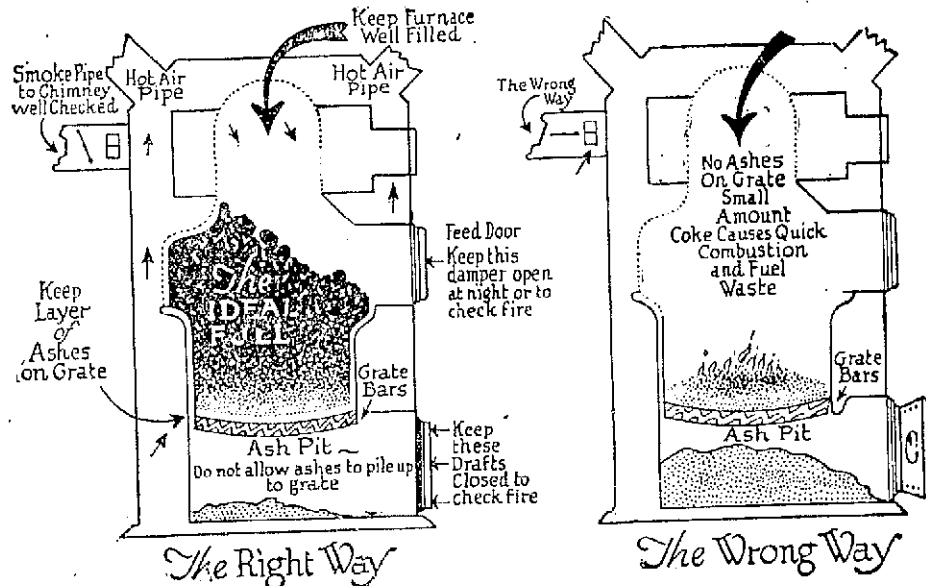 Keep Furnace
Well Filled
Smoke Pipe
to Chimney
well Checked
Hot Air
Pipe
Hot Air
Pipe
Feed Door
Keep this
damper open
at night or to
check fire
Keep
Layer
of
Ashes
on Grate
The
IDEAL
FUEL
Grate
Bars
Ash Pit ~
Do not allow ashes to pile up
to grate
Keep
these
Drafts
Closed to
check fire
The Right Way
The Wrong
Way
No Ashes
On Grate
Small
Amount
Coke Causes Quick
Combustion
and Fuel
Waste
Grate
Bars
Ash Pit
The Wrong Way